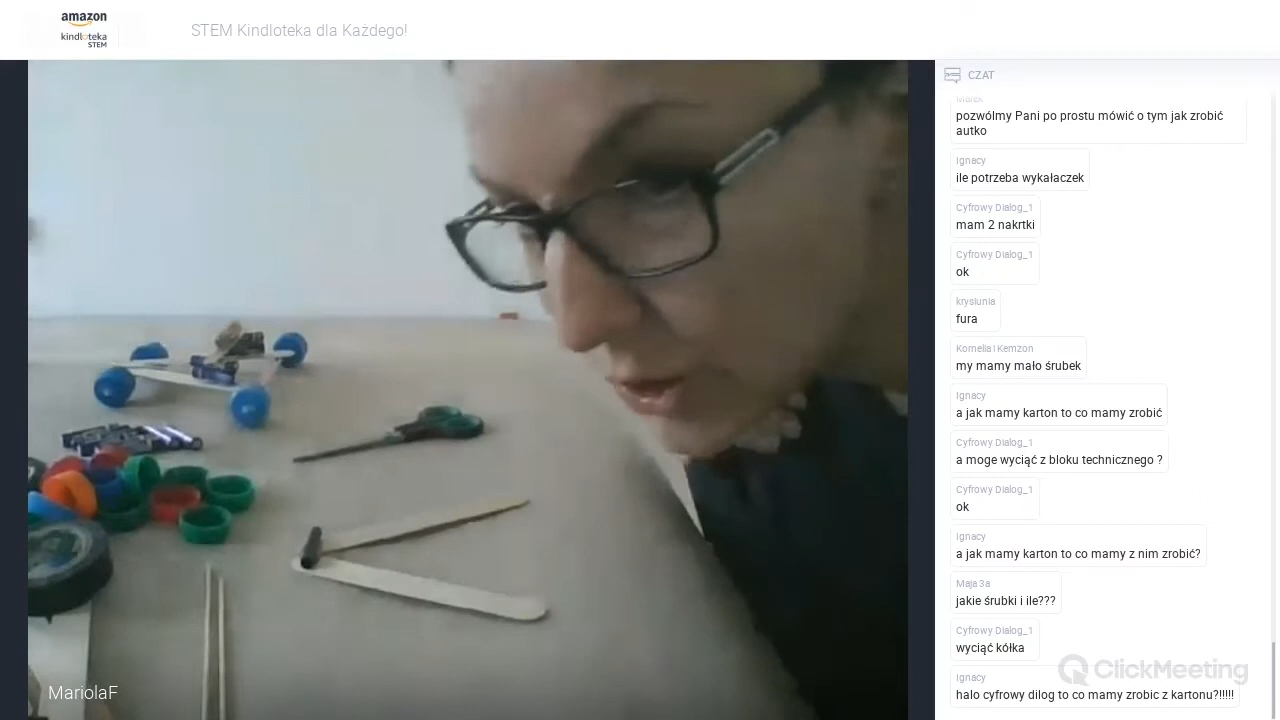 amazon
kindloteka
STEM
STEM Kindloteka dla Każdego!
CZAT
Marek
pozwólmy Pani po prostu mówić o tym jak zrobić
autko
Ignacy
ile potrzeba wykałaczek
Cyfrowy Dialog_1
mam 2 nakrtki
Cyfrowy Dialog_1
ok
krysiunia
fura
Kornelia i Kemzon
my mamy mało śrubek
Ignacy
a jak mamy karton to co mamy zrobić
Cyfrowy Dialog_1
a moge wyciąć z bloku technicznego ?
Cyfrowy Dialog_1
ok
Ignacy
a jak mamy karton to co mamy z nim zrobić?
Maja 3a
jakie śrubki i ile???
Cyfrowy Dialog_1
wyciąć kółka
Ignacy
halo cyfrowy dilog to co mamy zrobic z kartonu?!!!!!
ClickMeeting
MariolaF